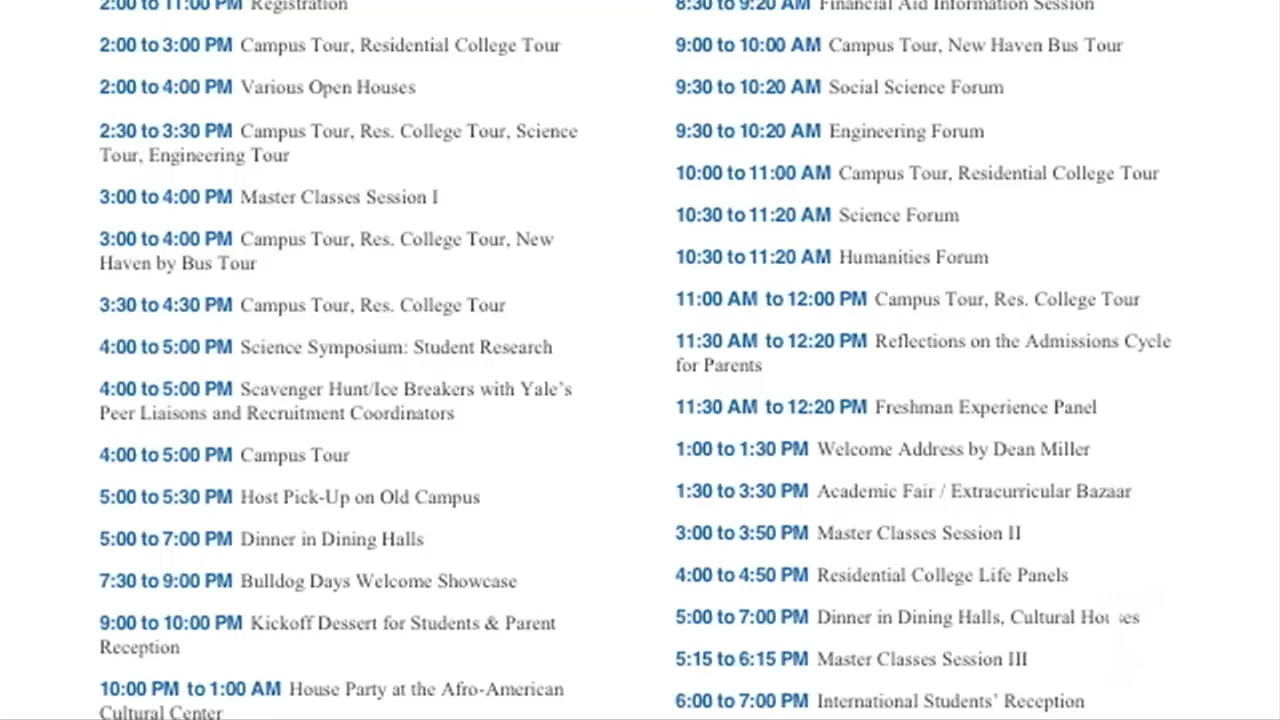 2:00 to 11:00 PM Registration
2:00 to 3:00 PM Campus Tour, Residential College Tour
2:00 to 4:00 PM Various Open Houses
2:30 to 3:30 PM Campus Tour, Res. College Tour, Science
Tour, Engineering Tour
3:00 to 4:00 PM Master Classes Session I
3:00 to 4:00 PM Campus Tour, Res. College Tour, New
Haven by Bus Tour
3:30 to 4:30 PM Campus Tour, Res. College Tour
4:00 to 5:00 PM Science Symposium: Student Research
4:00 to 5:00 PM Scavenger Hunt/Ice Breakers with Yale’s
Peer Liaisons and Recruitment Coordinators
4:00 to 5:00 PM Campus Tour
5:00 to 5:30 PM Host Pick-Up on Old Campus
5:00 to 7:00 PM Dinner in Dining Halls
7:30 to 9:00 PM Bulldog Days Welcome Showcase
9:00 to 10:00 PM Kickoff Dessert for Students & Parent
Reception
10:00 PM to 1:00 AM House Party at the Afro-American
Cultural Center
8:30 to 9:20 AM Financial Aid Information Session
9:00 to 10:00 AM Campus Tour, New Haven Bus Tour
9:30 to 10:20 AM Social Science Forum
9:30 to 10:20 AM Engineering Forum
10:00 to 11:00 AM Campus Tour, Residential College Tour
10:30 to 11:20 AM Science Forum
10:30 to 11:20 AM Humanities Forum
11:00 AM to 12:00 PM Campus Tour, Res. College Tour
11:30 AM to 12:20 PM Reflections on the Admissions Cycle
for Parents
11:30 AM to 12:20 PM Freshman Experience Panel
1:00 to 1:30 PM Welcome Address by Dean Miller
1:30 to 3:30 PM Academic Fair / Extracurricular Bazaar
3:00 to 3:50 PM Master Classes Session II
4:00 to 4:50 PM Residential College Life Panels
5:00 to 7:00 PM Dinner in Dining Halls, Cultural Houses
5:15 to 6:15 PM Master Classes Session III
6:00 to 7:00 PM International Students’ Reception